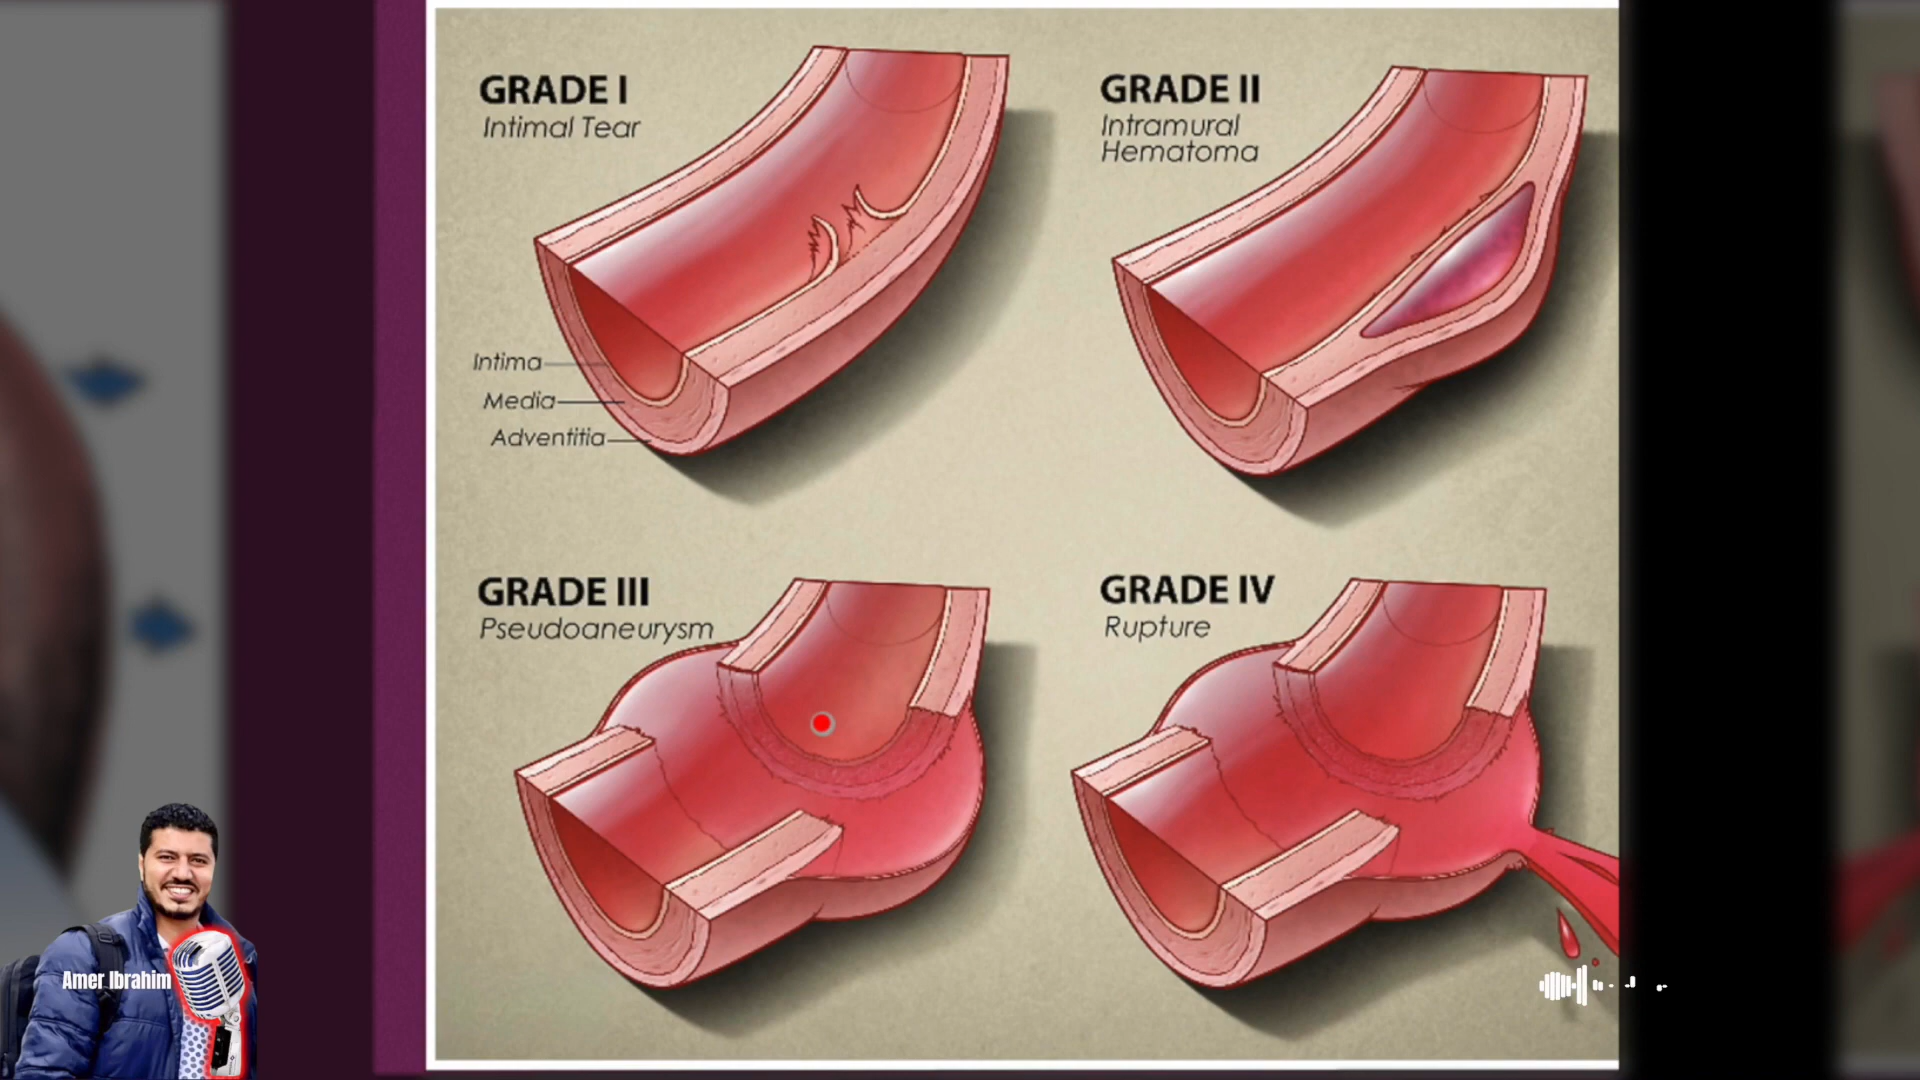 GRADE I
Intimal Tear
GRADE II
Intramural
Hematoma
Intima
Media
Adventitia
GRADE III
Pseudoaneurysm
GRADE IV
Rupture
Amer Ibrahim